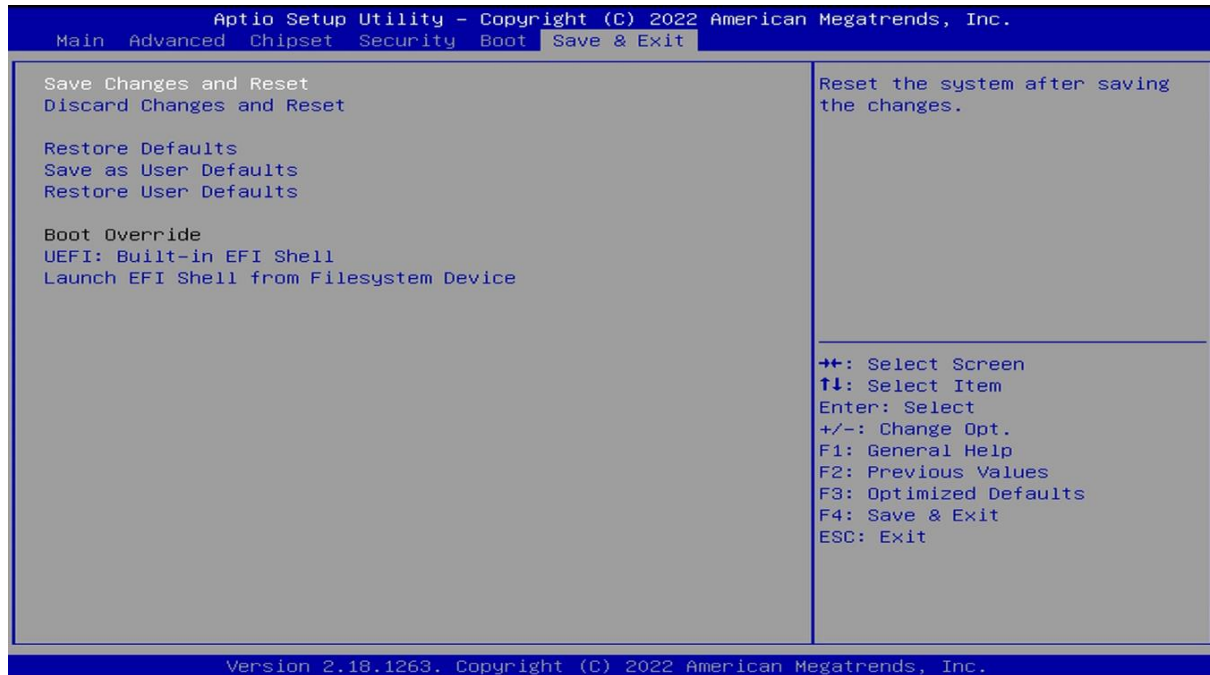 Aptio Setup Utility – Copyright (C) 2022 American Megatrends, Inc.
Main Advanced Chipset Security Boot Save & Exit
Save Changes and Reset
Discard Changes and Reset
Restore Defaults
Save as User Defaults
Restore User Defaults
Boot Override
UEFI: Built-in EFI Shell
Launch EFI Shell from Filesystem Device
Reset the system after saving
the changes.
→←: Select Screen
↑↓: Select Item
Enter: Select
+/-: Change Opt.
F1: General Help
F2: Previous Values
F3: Optimized Defaults
F4: Save & Exit
ESC: Exit
Version 2.18.1263. Copyright (C) 2022 American Megatrends, Inc.